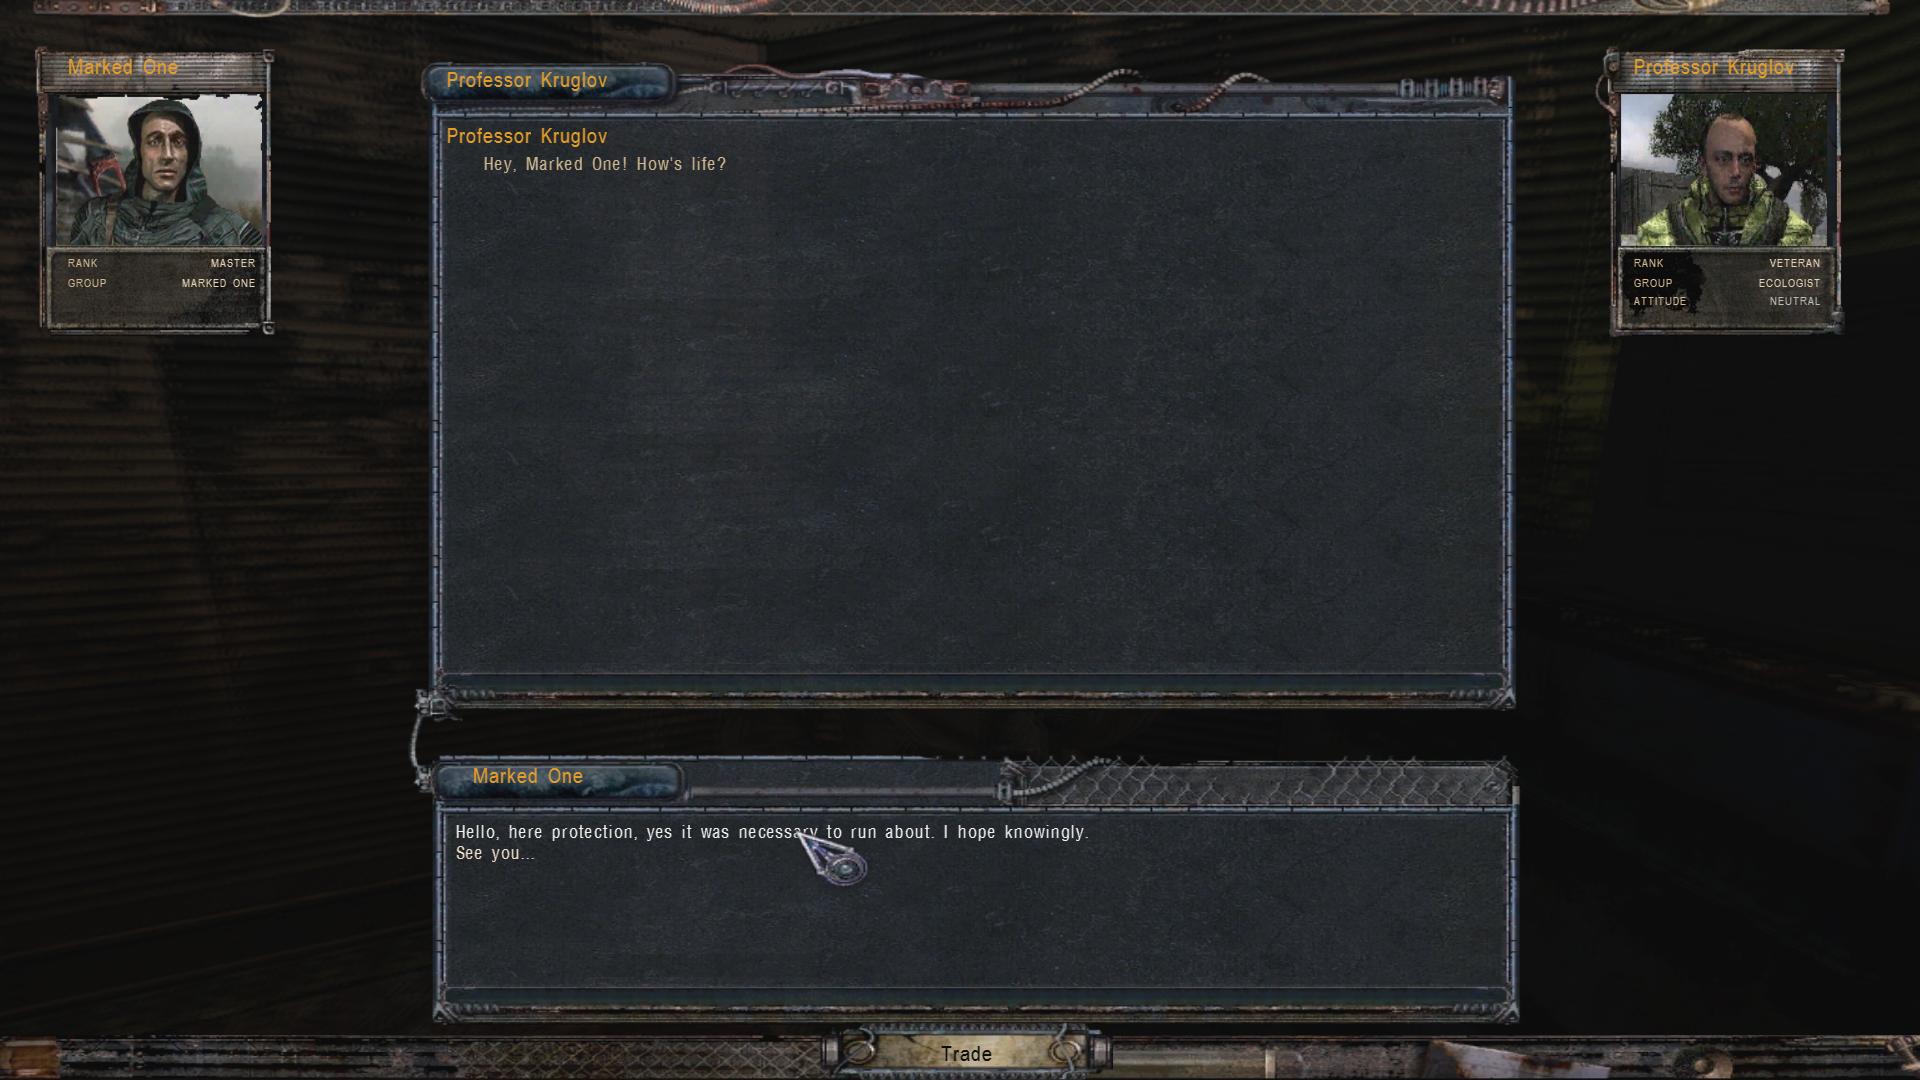 Marked One
Professor Kruglov
Professor Kruglov
RANK MASTER
GROUP MARKED ONE
Professor Kruglov
Hey, Marked One! How's life?
RANK VETERAN
GROUP ECOLOGIST
ATTITUDE NEUTRAL
Marked One
Hello, here protection, yes it was necessary to run about. I hope knowingly.
See you...
Trade